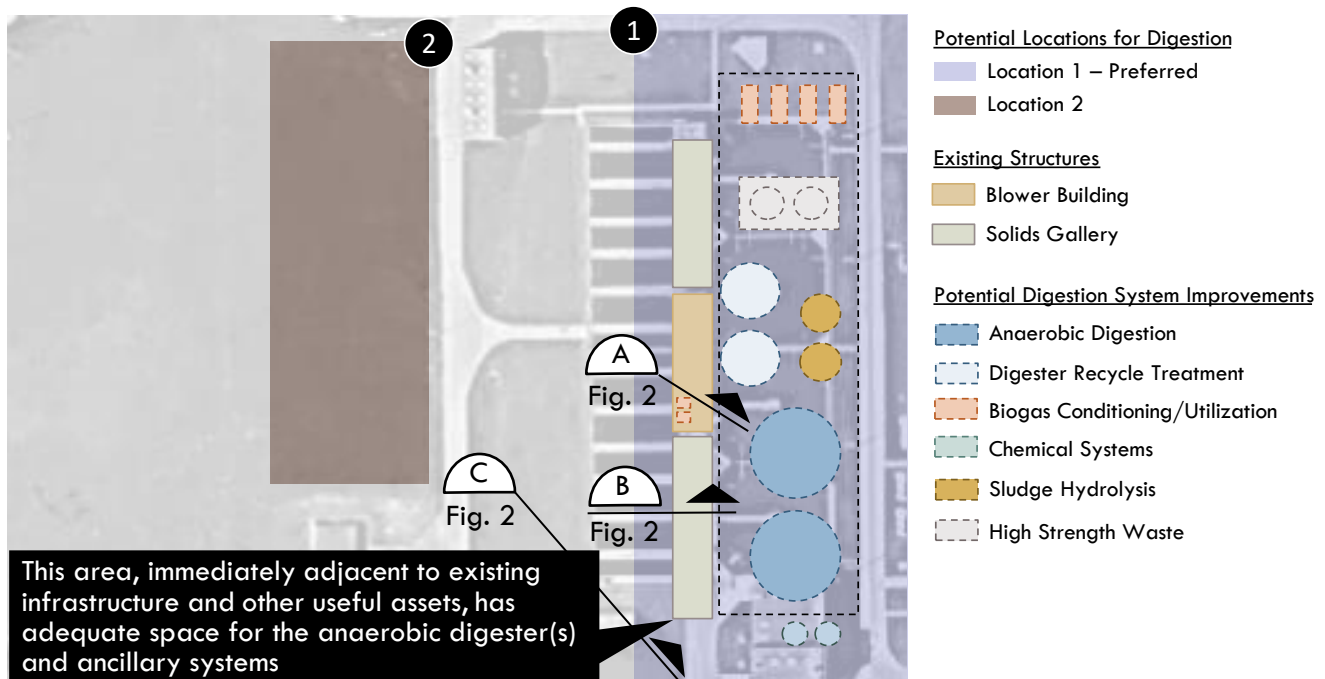 2
1
A
Fig. 2
C
Fig. 2
B
Fig. 2
This area, immediately adjacent to existing
infrastructure and other useful assets, has
adequate space for the anaerobic digester(s)
and ancillary systems
Potential Locations for Digestion
Location 1 – Preferred
Location 2
Existing Structures
Blower Building
Solids Gallery
Potential Digestion System Improvements
Anaerobic Digestion
Digester Recycle Treatment
Biogas Conditioning/Utilization
Chemical Systems
Sludge Hydrolysis
High Strength Waste